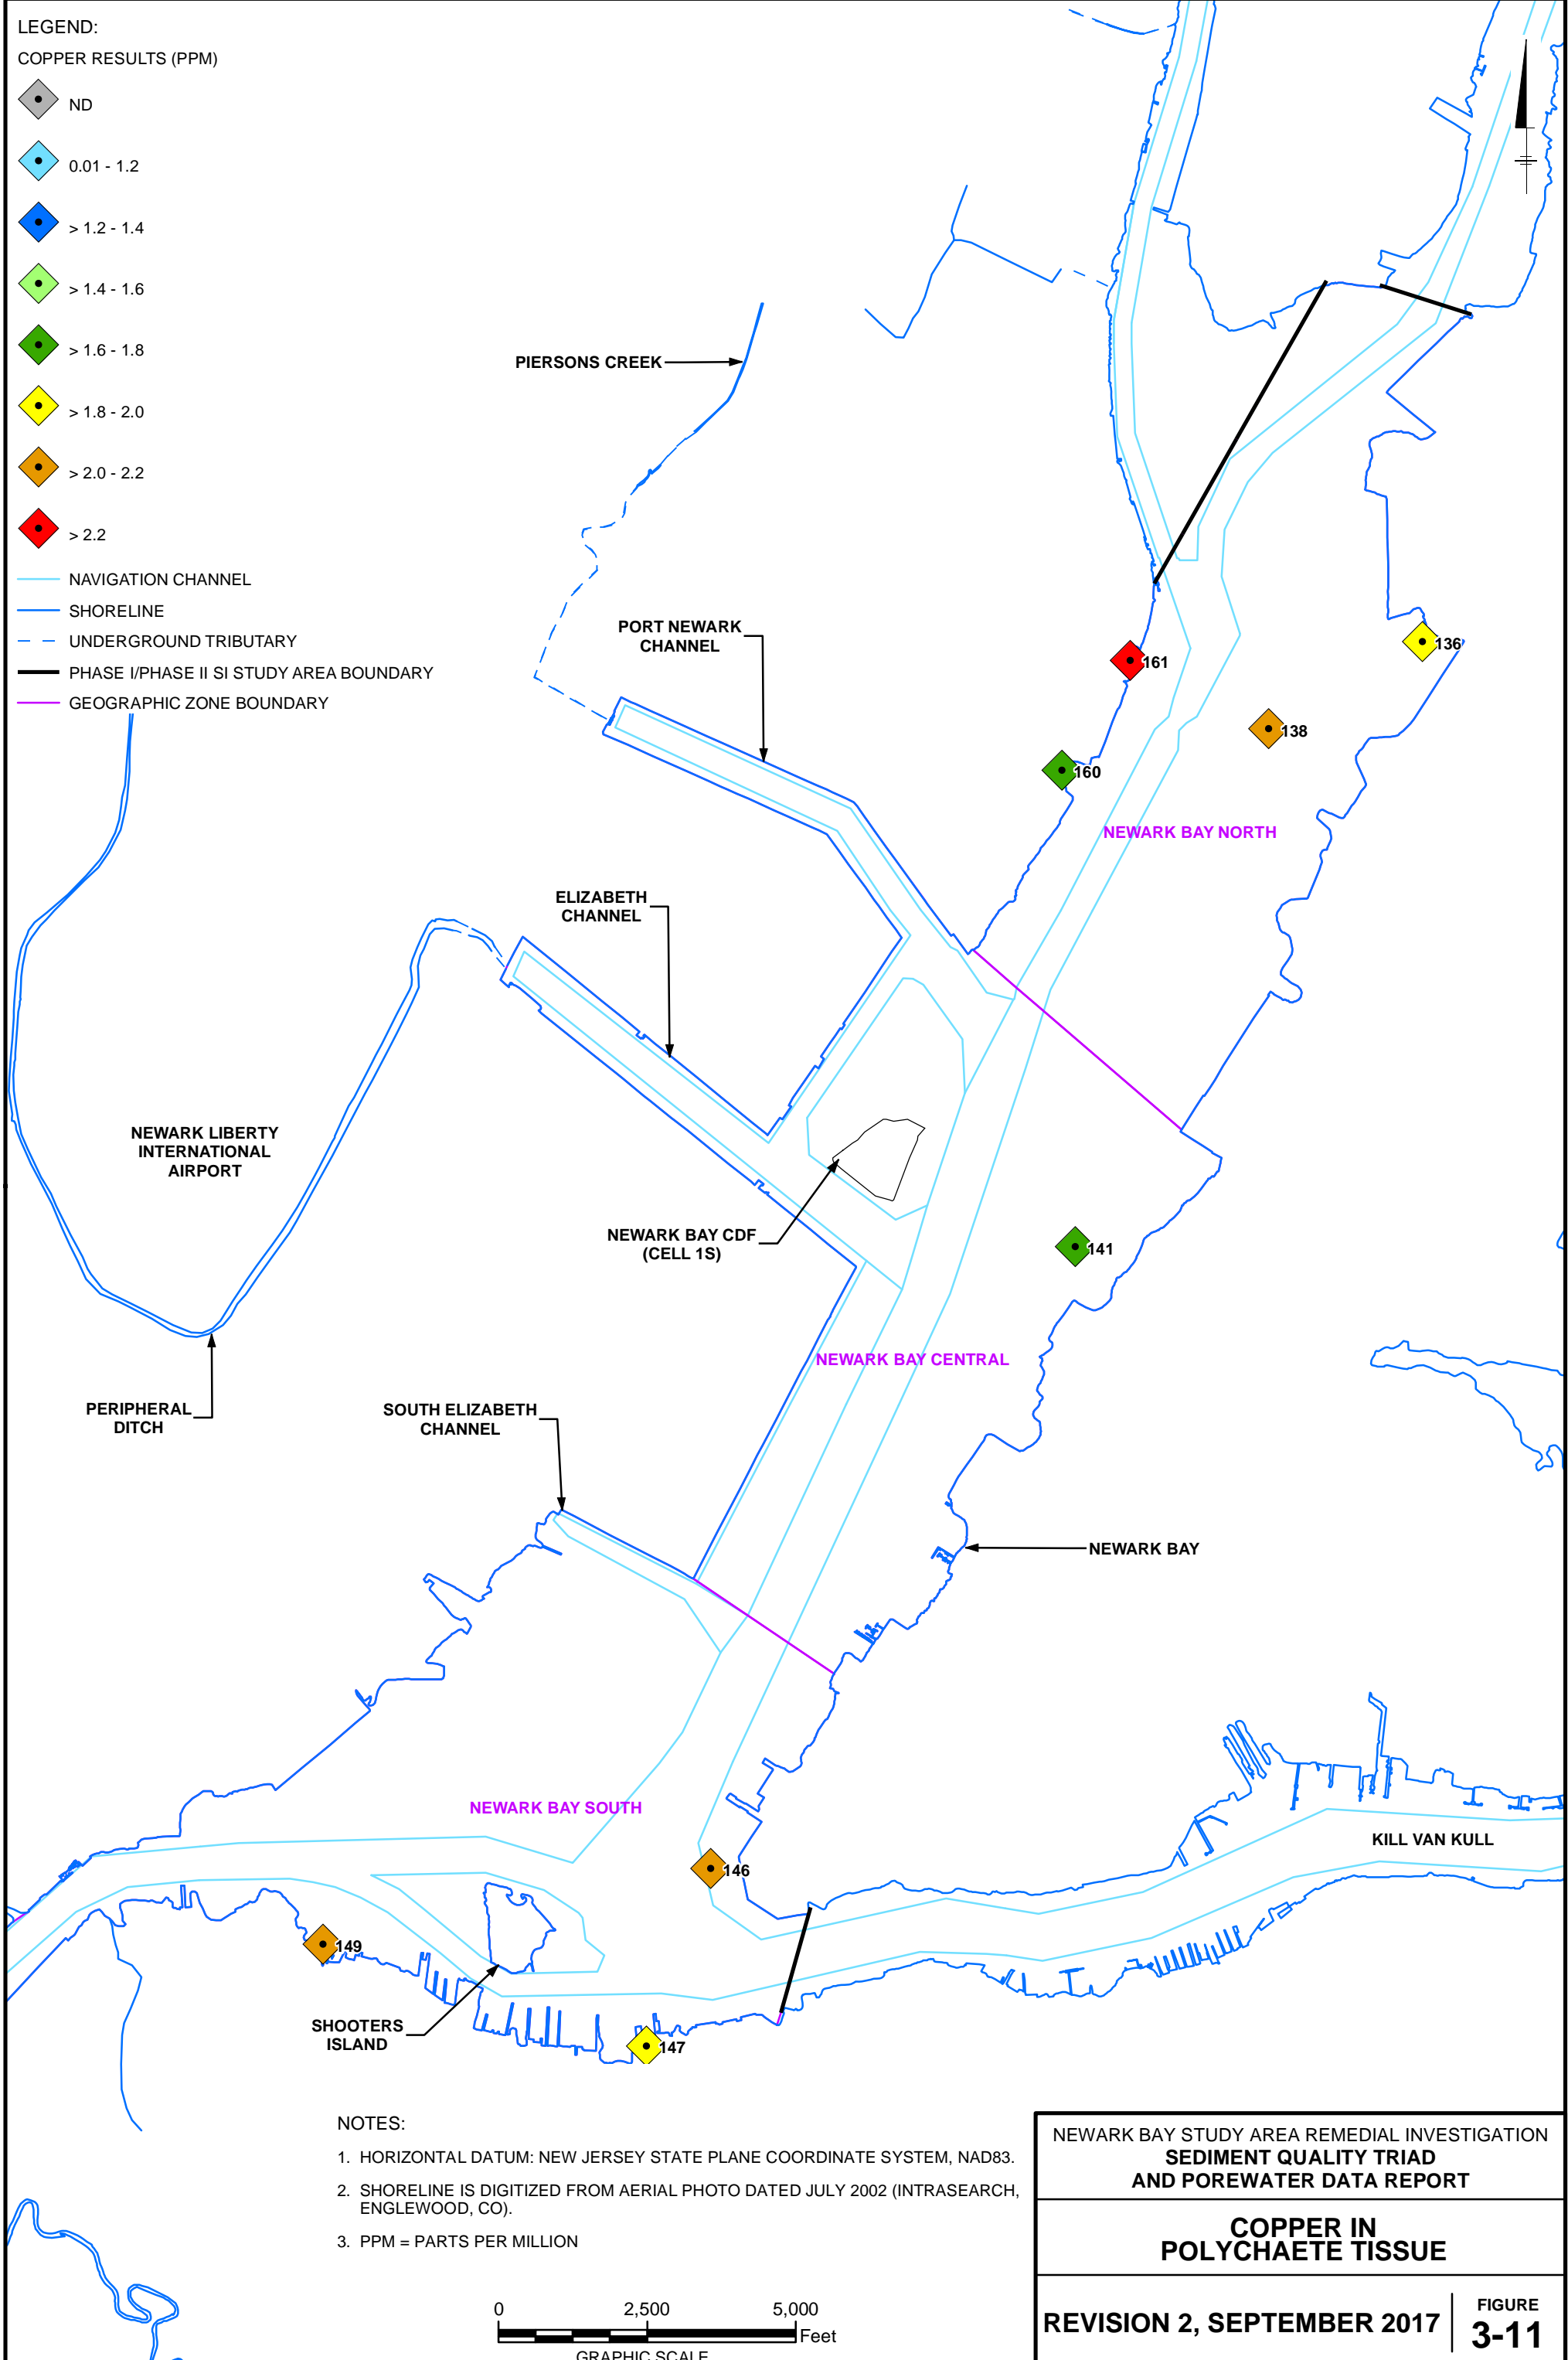 LEGEND:
COPPER RESULTS (PPM)
ND
0.01 - 1.2
> 1.2 - 1.4
> 1.4 - 1.6
> 1.6 - 1.8
> 1.8 - 2.0
> 2.0 - 2.2
> 2.2
NAVIGATION CHANNEL
SHORELINE
UNDERGROUND TRIBUTARY
PHASE I/PHASE II SI STUDY AREA BOUNDARY
GEOGRAPHIC ZONE BOUNDARY
PIERSONS CREEK
PORT NEWARK
CHANNEL
161
136
138
160
NEWARK BAY NORTH
ELIZABETH
CHANNEL
NEWARK LIBERTY
INTERNATIONAL
AIRPORT
NEWARK BAY CDF
(CELL 1S)
141
NEWARK BAY CENTRAL
PERIPHERAL
DITCH
SOUTH ELIZABETH
CHANNEL
NEWARK BAY
NEWARK BAY SOUTH
KILL VAN KULL
146
149
SHOOTERS
ISLAND
147
NOTES:
1. HORIZONTAL DATUM: NEW JERSEY STATE PLANE COORDINATE SYSTEM, NAD83.
2. SHORELINE IS DIGITIZED FROM AERIAL PHOTO DATED JULY 2002 (INTRASEARCH,
ENGLEWOOD, CO).
3. PPM = PARTS PER MILLION
0 2,500 5,000
Feet
GRAPHIC SCALE
NEWARK BAY STUDY AREA REMEDIAL INVESTIGATION
SEDIMENT QUALITY TRIAD
AND POREWATER DATA REPORT
COPPER IN
POLYCHAETE TISSUE
REVISION 2, SEPTEMBER 2017
FIGURE
3-11